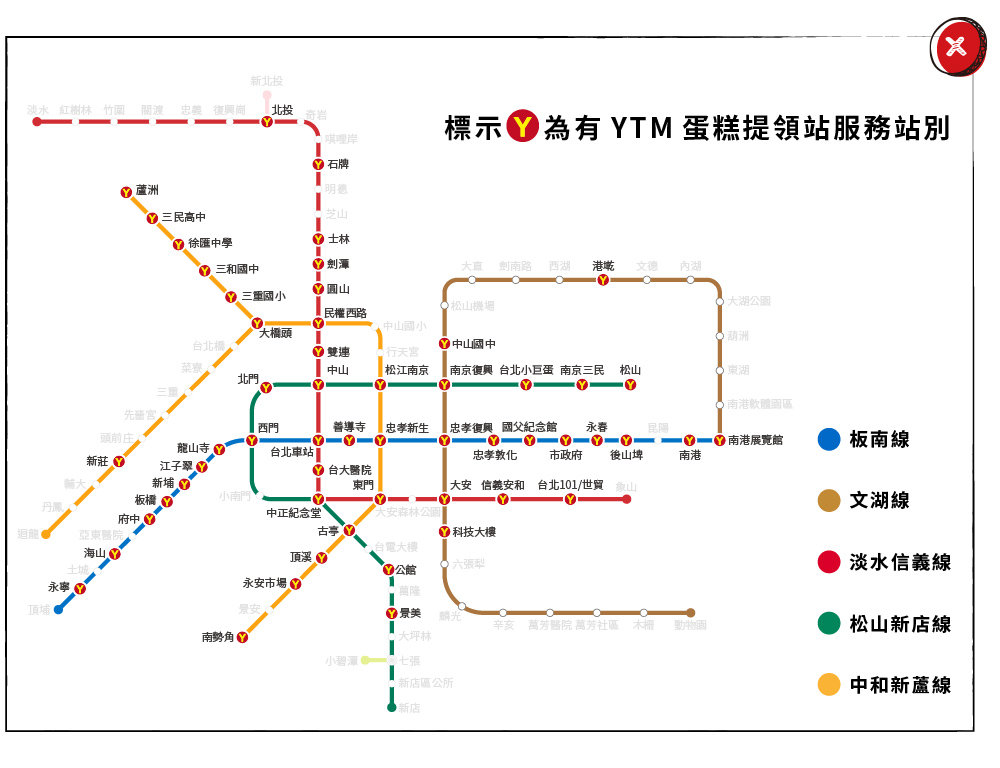 新北投
淡水 紅樹林 竹圍 關渡 忠義 復興崗 北投 奇岩
標示 Y 為有 YTM 蛋糕提領站服務站別
唭哩岸
石牌
明德
芝山
士林
劍潭
圓山
蘆洲
三民高中
徐匯中學
三和國中
三重國小
大橋頭
民權西路
中山國小
行天宮
雙連
台北橋
菜寮
三重
先嗇宮
頭前庄
新莊
輔大
丹鳳
迴龍
大直 劍南路 西湖 港墘 文德 內湖
松山機場
大湖公園
葫洲
東湖
南港軟體園區
中山國中
北門 中山 松江南京 南京復興 台北小巨蛋 南京三民 松山
西門 善導寺 忠孝新生 忠孝復興 國父紀念館 永春 昆陽 南港展覽館
台北車站 忠孝敦化 市政府 後山埤 南港
龍山寺
江子翠
新埔
板橋
府中
亞東醫院
海山
土城
永寧
頂埔
台大醫院
小南門
東門
中正紀念堂
大安森林公園
大安 信義安和 台北101/世貿 象山
科技大樓
六張犁
麟光
辛亥 萬芳醫院 萬芳社區 木柵 動物園
古亭
台電大樓
頂溪
公館
永安市場
萬隆
景安
景美
南勢角
大坪林
小碧潭
七張
新店區公所
新店
板南線
文湖線
淡水信義線
松山新店線
中和新蘆線